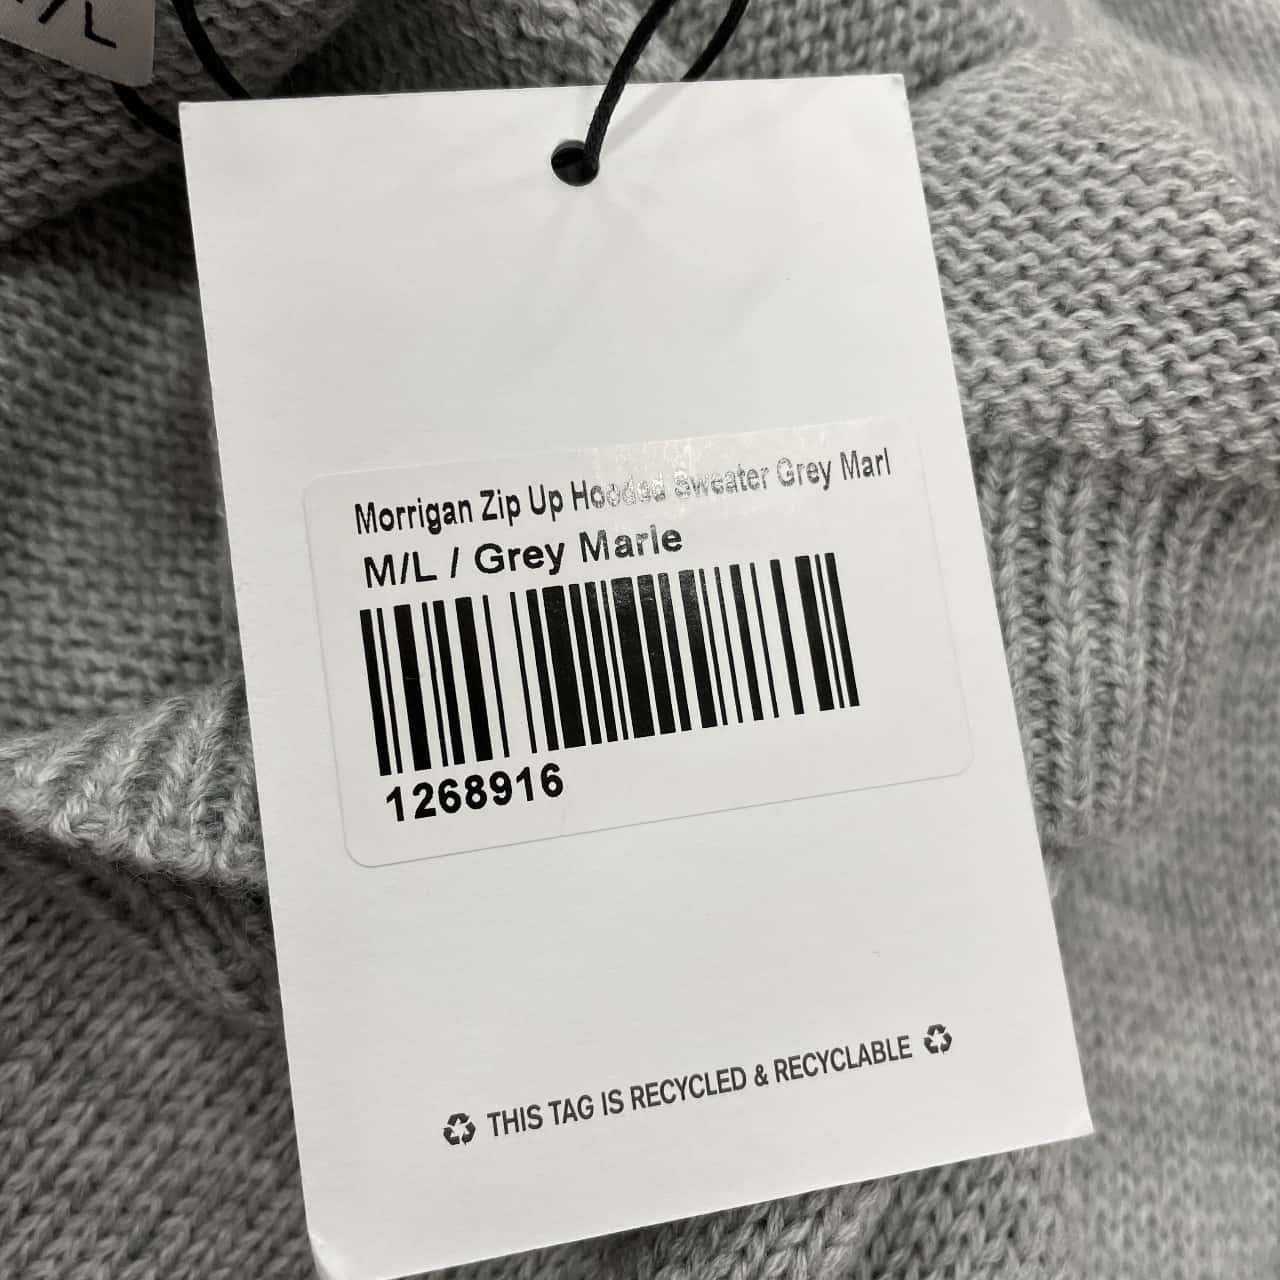 M/L
Morrigan Zip Up Hooded Sweater Grey Marl
M/L / Grey Marle
1268916
♻ THIS TAG IS RECYCLED & RECYCLABLE ♻